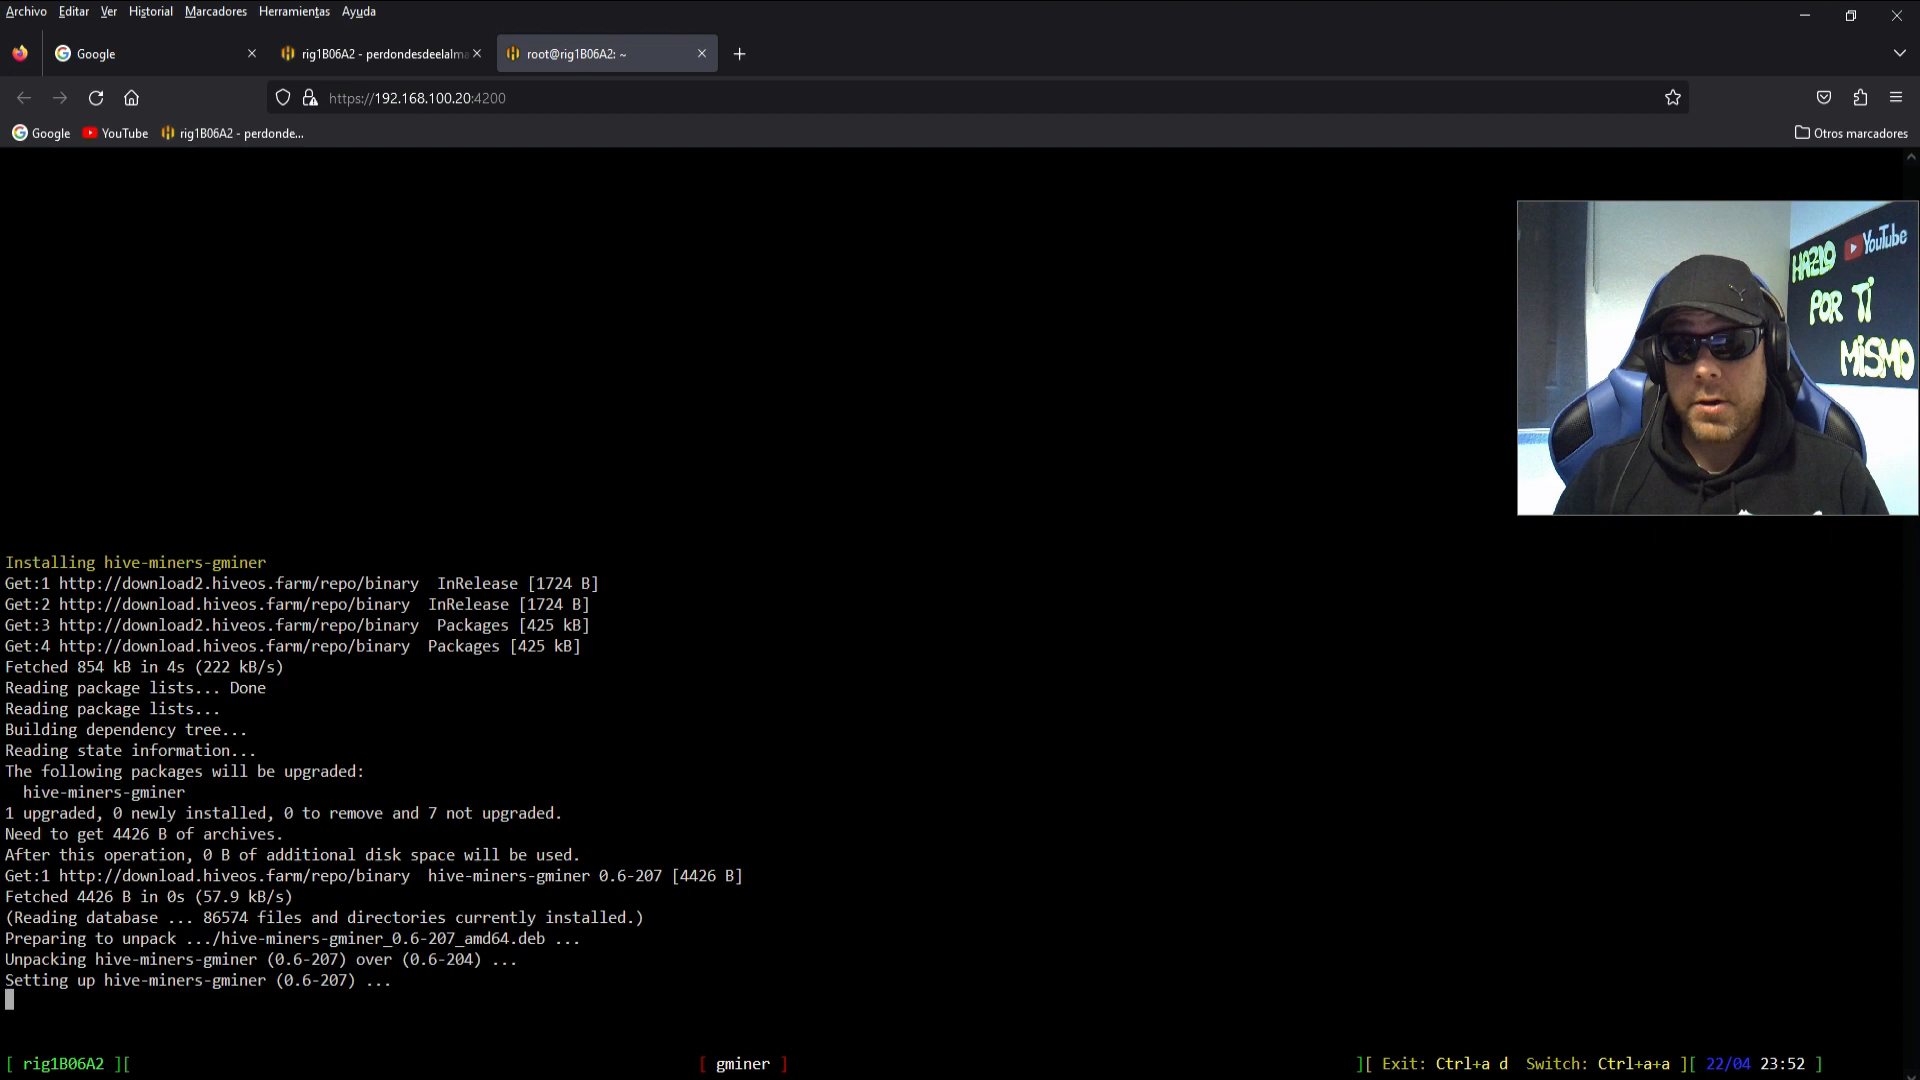 Archivo Editar Ver Historial Marcadores Herramientas Ayuda
Google
rig1B06A2 - perdondesdeelalma
root@rig1B06A2: ~
https://192.168.100.20:4200
Google YouTube rig1B06A2 - perdonde... Otros marcadores
YouTube
HAZLO
POR Ti
MiSMO
Installing hive-miners-gminer
Get:1 http://download2.hiveos.farm/repo/binary  InRelease [1724 B]
Get:2 http://download.hiveos.farm/repo/binary  InRelease [1724 B]
Get:3 http://download2.hiveos.farm/repo/binary  Packages [425 kB]
Get:4 http://download.hiveos.farm/repo/binary  Packages [425 kB]
Fetched 854 kB in 4s (222 kB/s)
Reading package lists... Done
Reading package lists...
Building dependency tree...
Reading state information...
The following packages will be upgraded:
  hive-miners-gminer
1 upgraded, 0 newly installed, 0 to remove and 7 not upgraded.
Need to get 4426 B of archives.
After this operation, 0 B of additional disk space will be used.
Get:1 http://download.hiveos.farm/repo/binary  hive-miners-gminer 0.6-207 [4426 B]
Fetched 4426 B in 0s (57.9 kB/s)
(Reading database ... 86574 files and directories currently installed.)
Preparing to unpack .../hive-miners-gminer_0.6-207_amd64.deb ...
Unpacking hive-miners-gminer (0.6-207) over (0.6-204) ...
Setting up hive-miners-gminer (0.6-207) ...
[ rig1B06A2 ][ [ gminer ] ][ Exit: Ctrl+a d  Switch: Ctrl+a+a ][ 22/04 23:52 ]